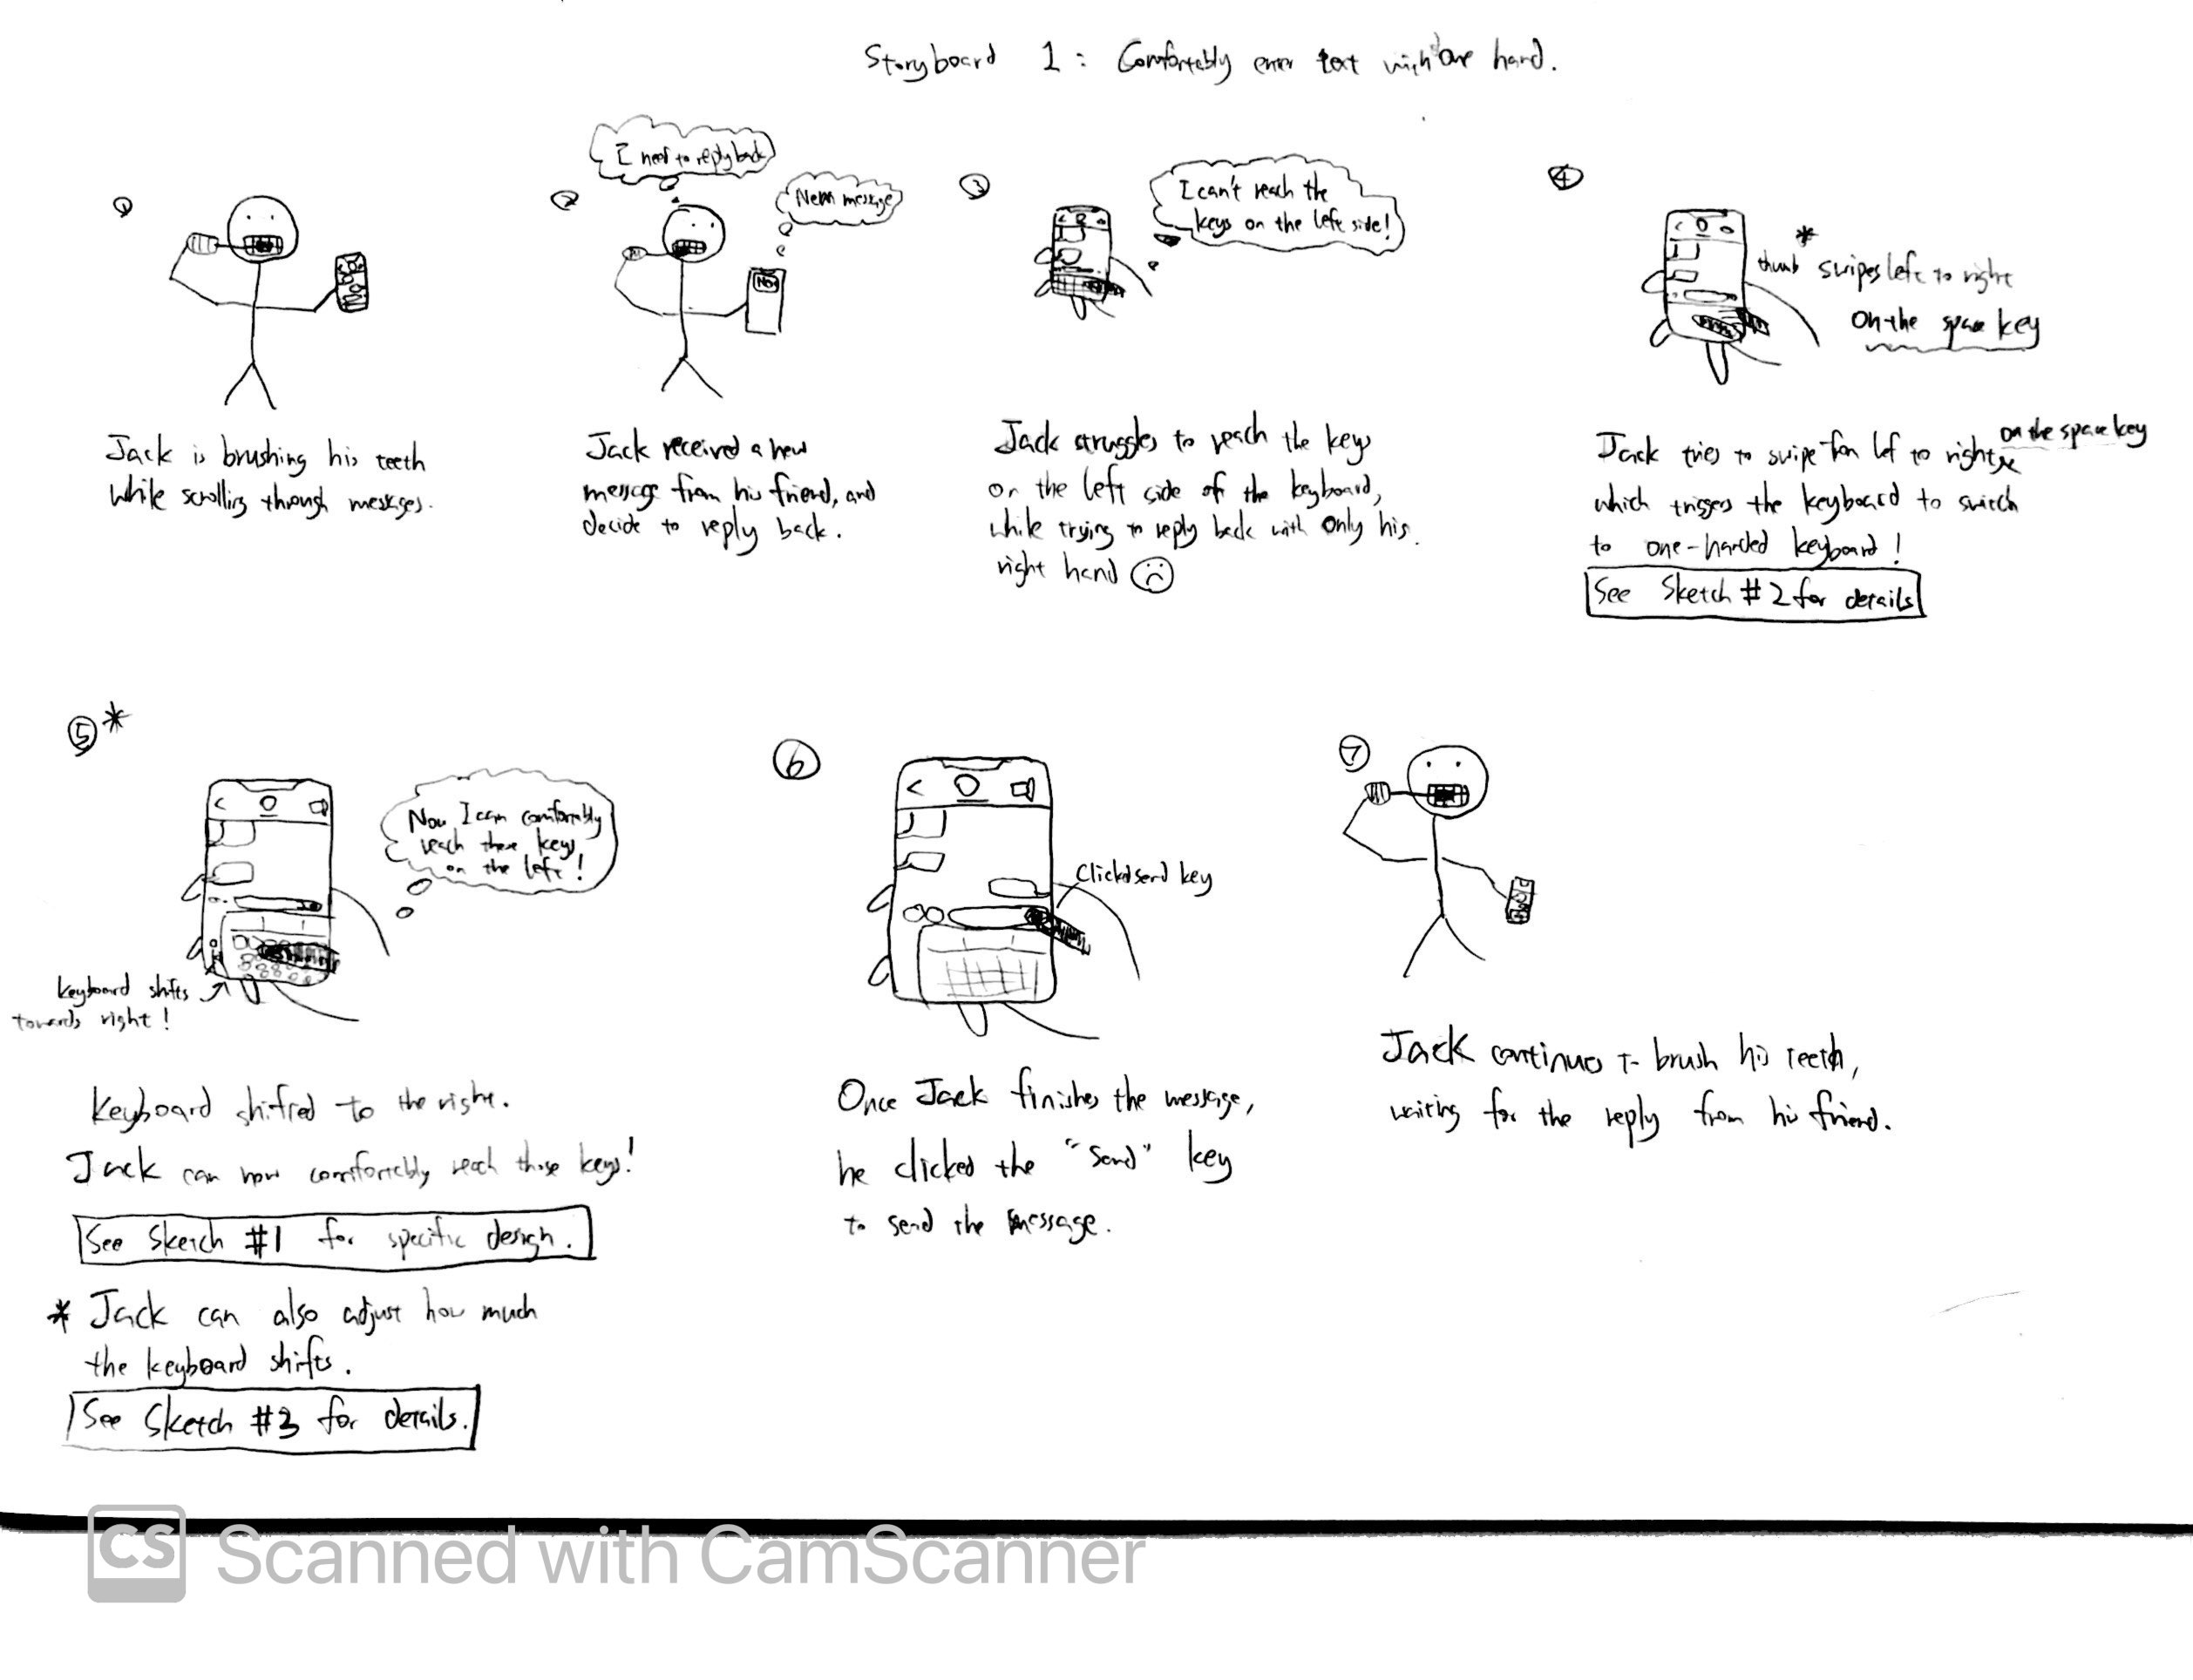 Storyboard 1 : Comfortably enter text with one hand.
1
2
I need to reply back
New message
3
I can't reach the
keys on the left side!
4
*
thumb swipes left to right
on the space key
Jack is brushing his teeth
while scrolling through messages.
Jack received a new
message from his friend, and
decide to reply back.
Jack struggles to reach the keys
on the left side of the keyboard,
while trying to reply back with only his
right hand
Jack tries to swipe from left to right on the space key
which triggers the keyboard to switch
to one-handed keyboard!
See Sketch #2 for details
5 *
Now I can comfortably
reach these keys
on the left!
keyboard shifts
towards right!
Keyboard shifted to the right.
Jack can now comfortably reach those keys!
See Sketch #1 for specific design.
* Jack can also adjust how much
the keyboard shifts.
See Sketch #3 for details.
6
Clicked send key
Once Jack finishes the message,
he clicked the "Send" key
to send the message.
7
Jack continues to brush his teeth,
waiting for the reply from his friend.
CS Scanned with CamScanner